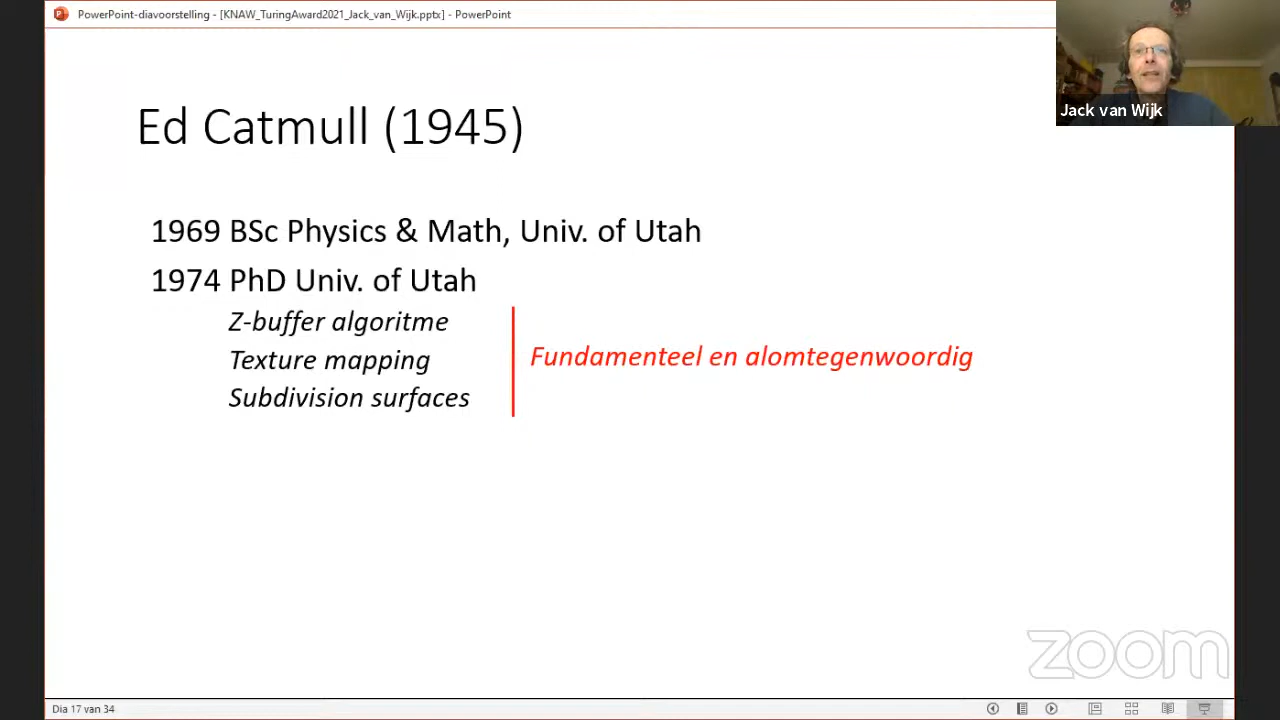 PowerPoint-diavoorstelling - [KNAW_TuringAward2021_Jack_van_Wijk.pptx] - PowerPoint
Jack van Wijk
Ed Catmull (1945)
1969 BSc Physics & Math, Univ. of Utah
1974 PhD Univ. of Utah
Z-buffer algoritme
Texture mapping
Subdivision surfaces
Fundamenteel en alomtegenwoordig
zoom
Dia 17 van 34